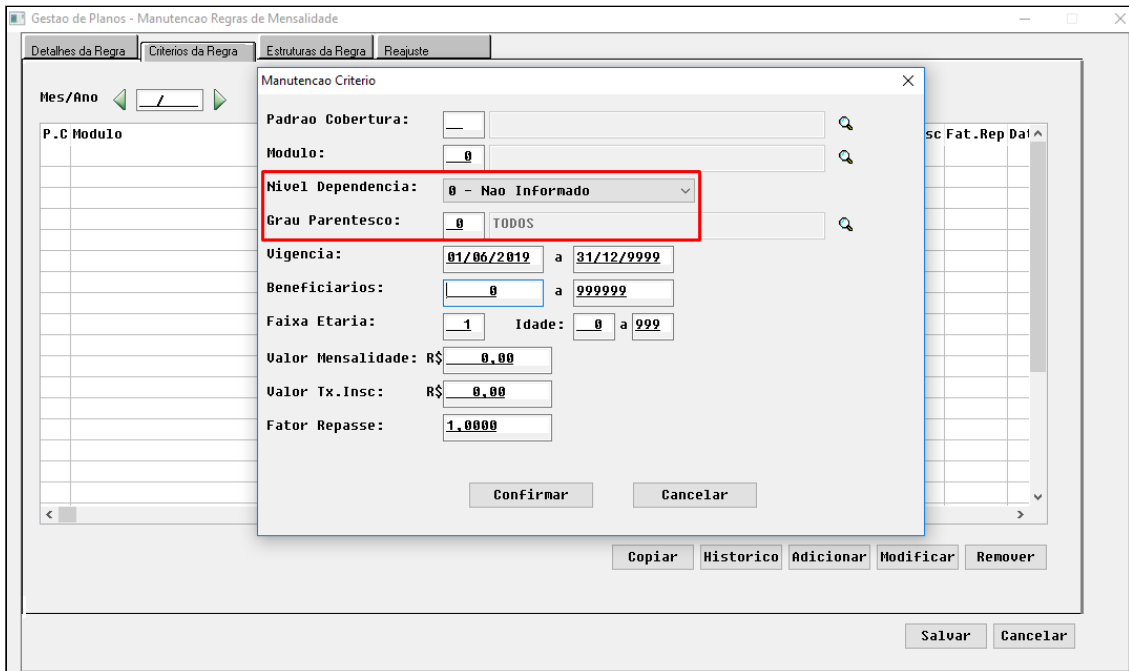 Gestao de Planos - Manutencao Regras de Mensalidade
Detalhes da Regra Criterios da Regra Estruturas da Regra Reajuste
Mes/Ano /
P.C Modulo
sc Fat.Rep Dat
Manutencao Criterio
Padrao Cobertura:
Modulo: 0
Nivel Dependencia: 0 - Nao Informado
Grau Parentesco: 0 TODOS
Vigencia: 01/06/2019 a 31/12/9999
Beneficiarios: 0 a 999999
Faixa Etaria: 1 Idade: 0 a 999
Valor Mensalidade: R$ 0,00
Valor Tx.Insc: R$ 0,00
Fator Repasse: 1,0000
Confirmar Cancelar
Copiar Historico Adicionar Modificar Remover
Salvar Cancelar